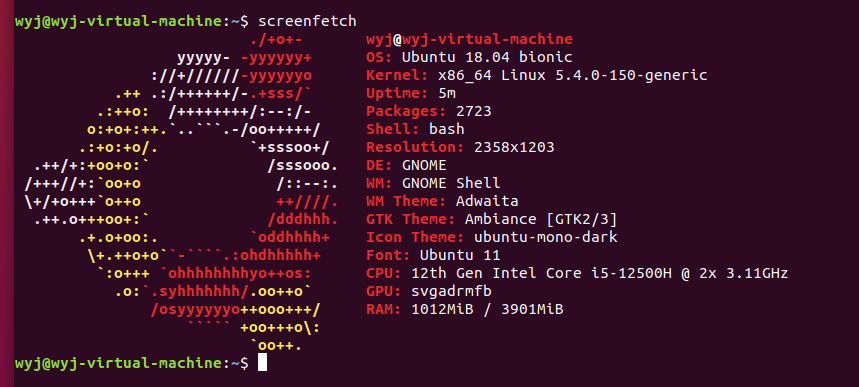 wyj@wyj-virtual-machine:~$ screenfetch
                          ./+o+-       wyj@wyj-virtual-machine
                  yyyyy- -yyyyyy+      OS: Ubuntu 18.04 bionic
               ://+//////-yyyyyyo      Kernel: x86_64 Linux 5.4.0-150-generic
           .++ .:/++++++/-.+sss/`      Uptime: 5m
         .:++o:  /++++++++/:--:/-      Packages: 2723
        o:+o+:++.`..```.-/oo+++++/     Shell: bash
       .:+o:+o/.          `+sssoo+/    Resolution: 2358x1203
  .++/+:+oo+o:`             /sssooo.   DE: GNOME
 /+++//+:`oo+o               /::--:.   WM: GNOME Shell
 \+/+o+++`o++o               ++////.   WM Theme: Adwaita
  .++.o+++oo+:`             /dddhhh.   GTK Theme: Ambiance [GTK2/3]
       .+.o+oo:.          `oddhhhh+    Icon Theme: ubuntu-mono-dark
        \+.++o+o``-````.:ohdhhhhh+     Font: Ubuntu 11
         `:o+++ `ohhhhhhhhyo++os:      CPU: 12th Gen Intel Core i5-12500H @ 2x 3.11GHz
           .o:`.syhhhhhhh/.oo++o`      GPU: svgadrmfb
               /osyyyyyyo++ooo+++/     RAM: 1012MiB / 3901MiB
                   ````` +oo+++o\:
                          `oo++.
wyj@wyj-virtual-machine:~$